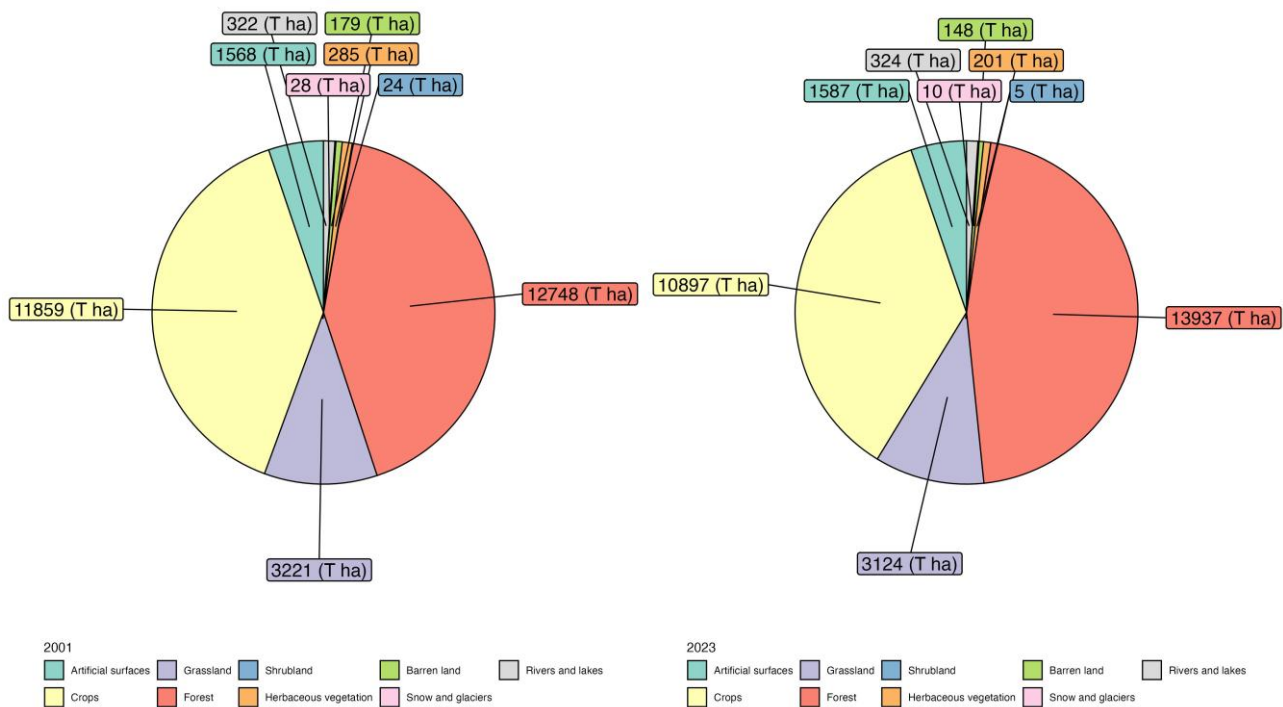 322 (T ha)
179 (T ha)
1568 (T ha)
285 (T ha)
28 (T ha)
24 (T ha)
11859 (T ha)
12748 (T ha)
3221 (T ha)
2001
Artificial surfaces
Grassland
Shrubland
Barren land
Rivers and lakes
Crops
Forest
Herbaceous vegetation
Snow and glaciers
148 (T ha)
324 (T ha)
201 (T ha)
1587 (T ha)
10 (T ha)
5 (T ha)
10897 (T ha)
13937 (T ha)
3124 (T ha)
2023
Artificial surfaces
Grassland
Shrubland
Barren land
Rivers and lakes
Crops
Forest
Herbaceous vegetation
Snow and glaciers